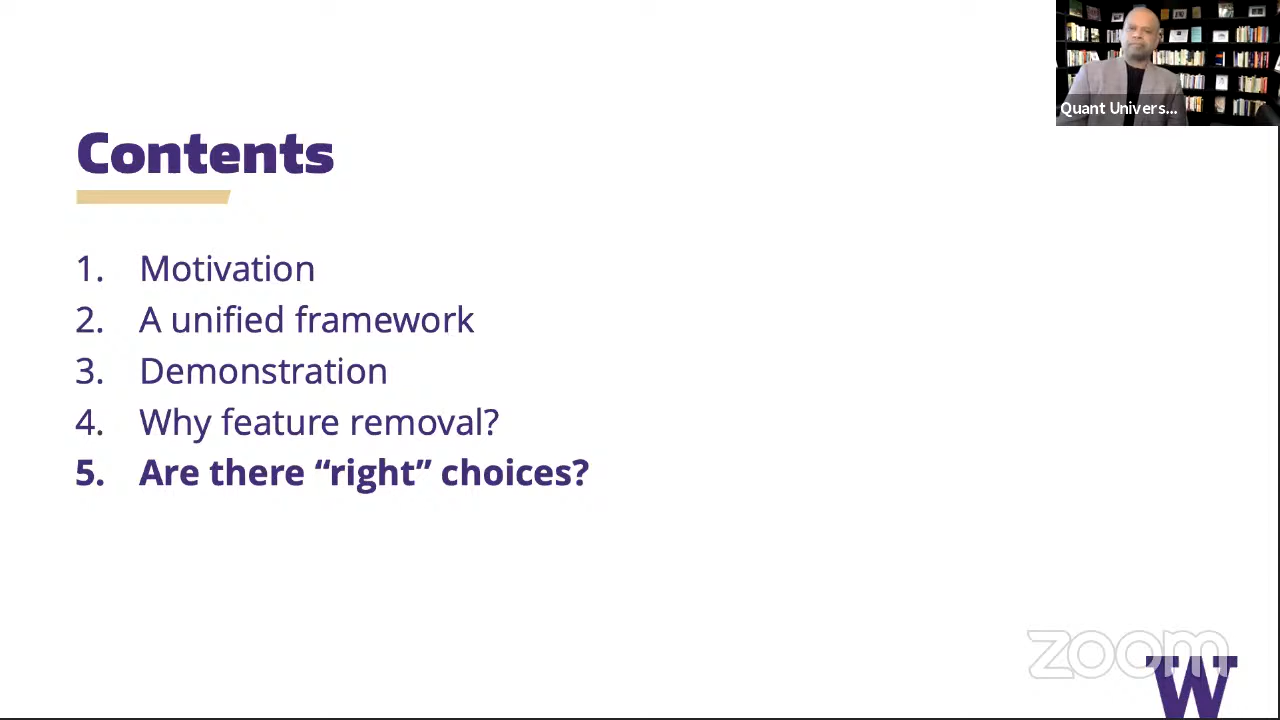 Quant Univers...
Contents
1. Motivation
2. A unified framework
3. Demonstration
4. Why feature removal?
5. Are there “right” choices?
zoom
W